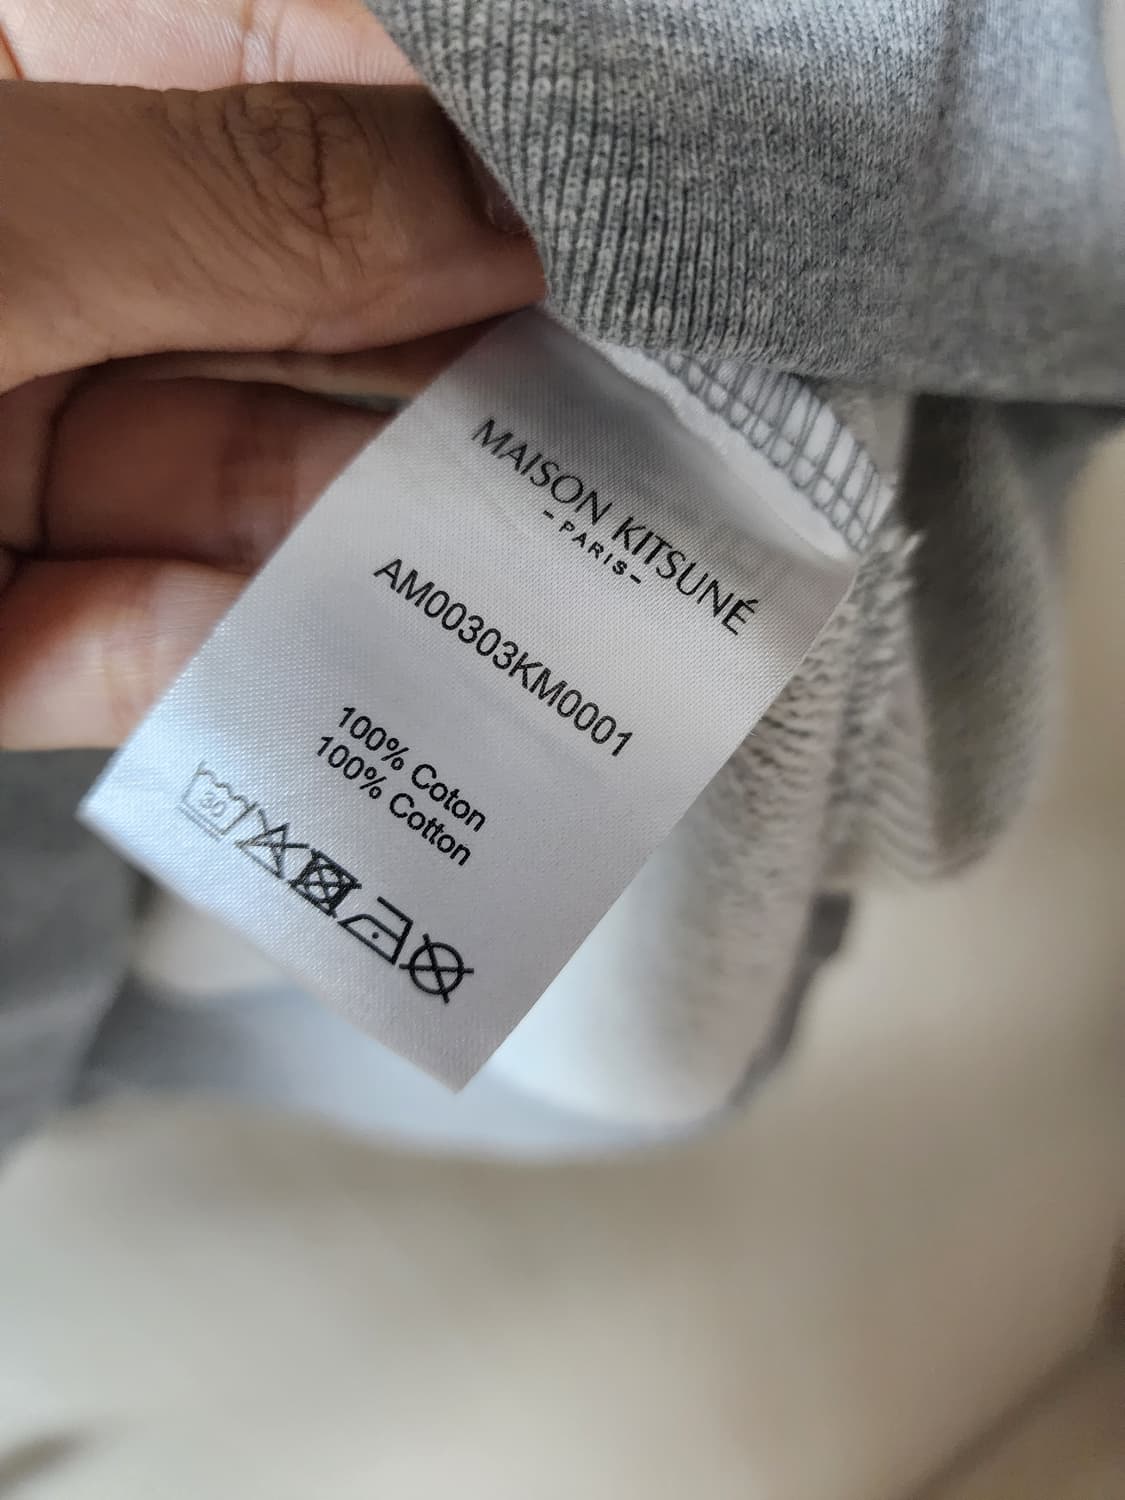 MAISON KITSUNÉ
-PARIS-
AM00303KM0001
100% Coton
100% Cotton
30